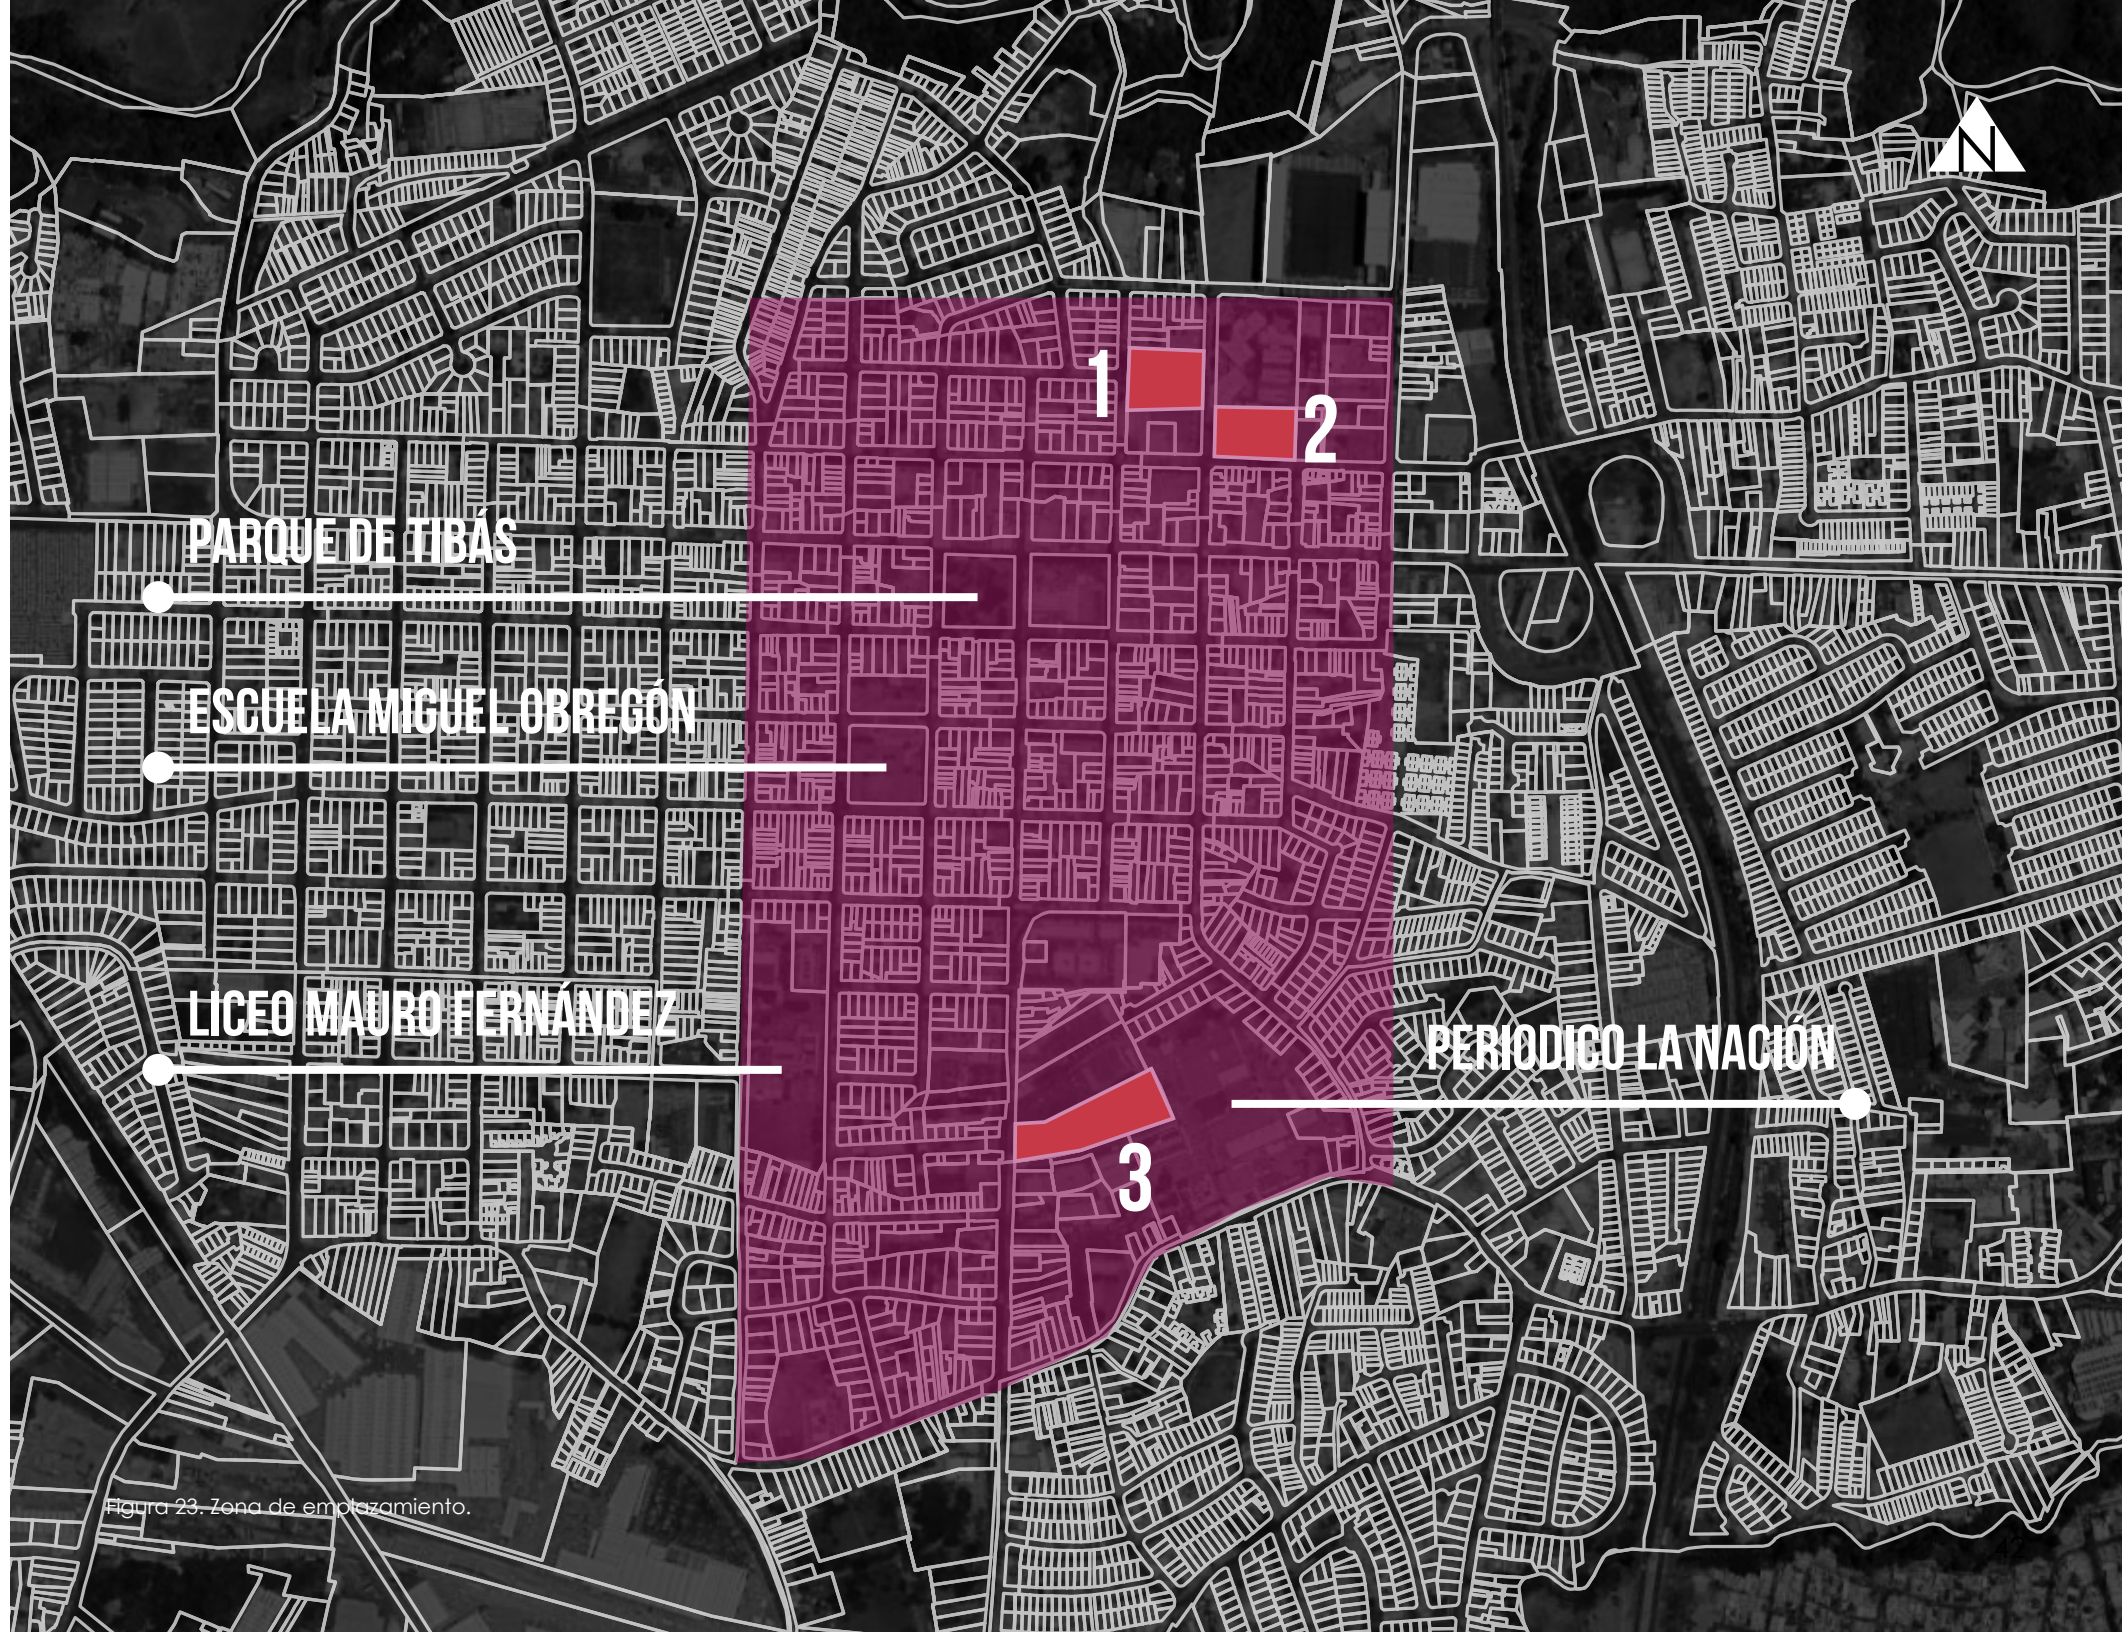 N
1
2
PARQUE DE TIBÁS
ESCUELA MIGUEL OBREGÓN
LICEO MAURO FERNÁNDEZ
PERIODICO LA NACIÓN
3
Figura 23. Zona de emplazamiento.
42